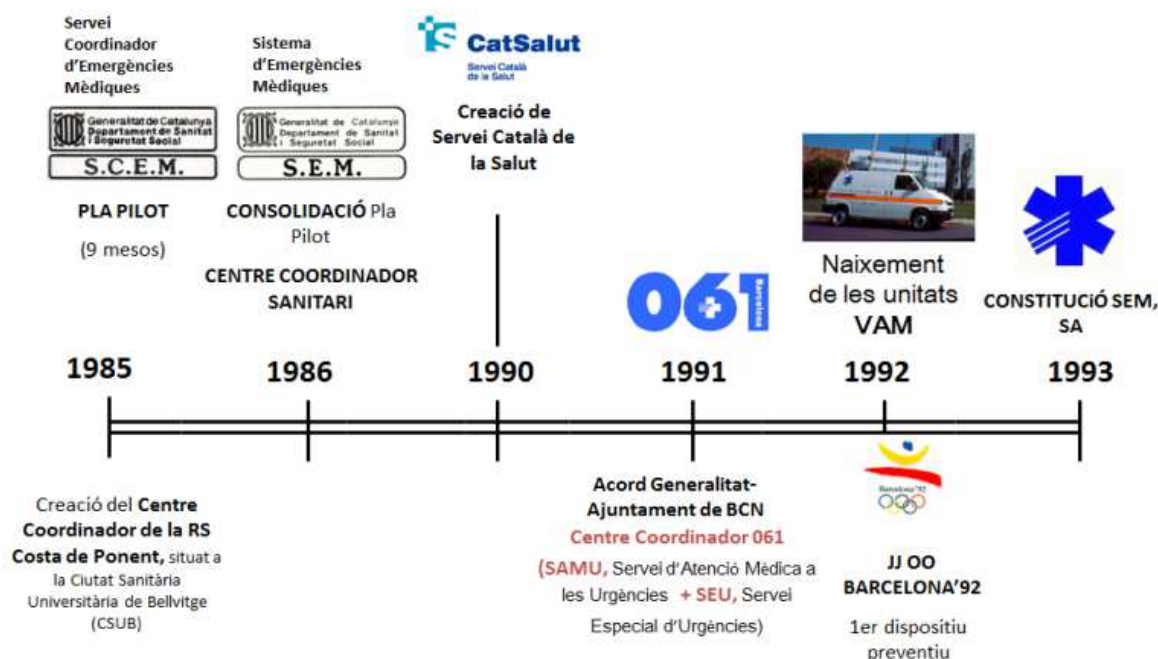 Servei
Coordinador
d'Emergències
Mèdiques
Generalitat de Catalunya
Departament de Sanitat
i Seguretat Social
S.C.E.M.
PLA PILOT
(9 mesos)
Sistema
d'Emergències
Mèdiques
Generalitat de Catalunya
Departament de Sanitat
i Seguretat Social
S.E.M.
CONSOLIDACIÓ Pla
Pilot
CENTRE COORDINADOR
SANITARI
CatSalut
Servei Català
de la Salut
Creació de
Servei Català de
la Salut
061
Barcelona
Naixement
de les unitats
VAM
CONSTITUCIÓ SEM,
SA
1985
1986
1990
1991
1992
1993
Creació del Centre
Coordinador de la RS
Costa de Ponent, situat a
la Ciutat Sanitària
Universitària de Bellvitge
(CSUB)
Acord Generalitat-
Ajuntament de BCN
Centre Coordinador 061
(SAMU, Servei d'Atenció Mèdica a
les Urgències + SEU, Servei
Especial d'Urgències)
Barcelona'92
JJ OO
BARCELONA'92
1er dispositiu
preventiu